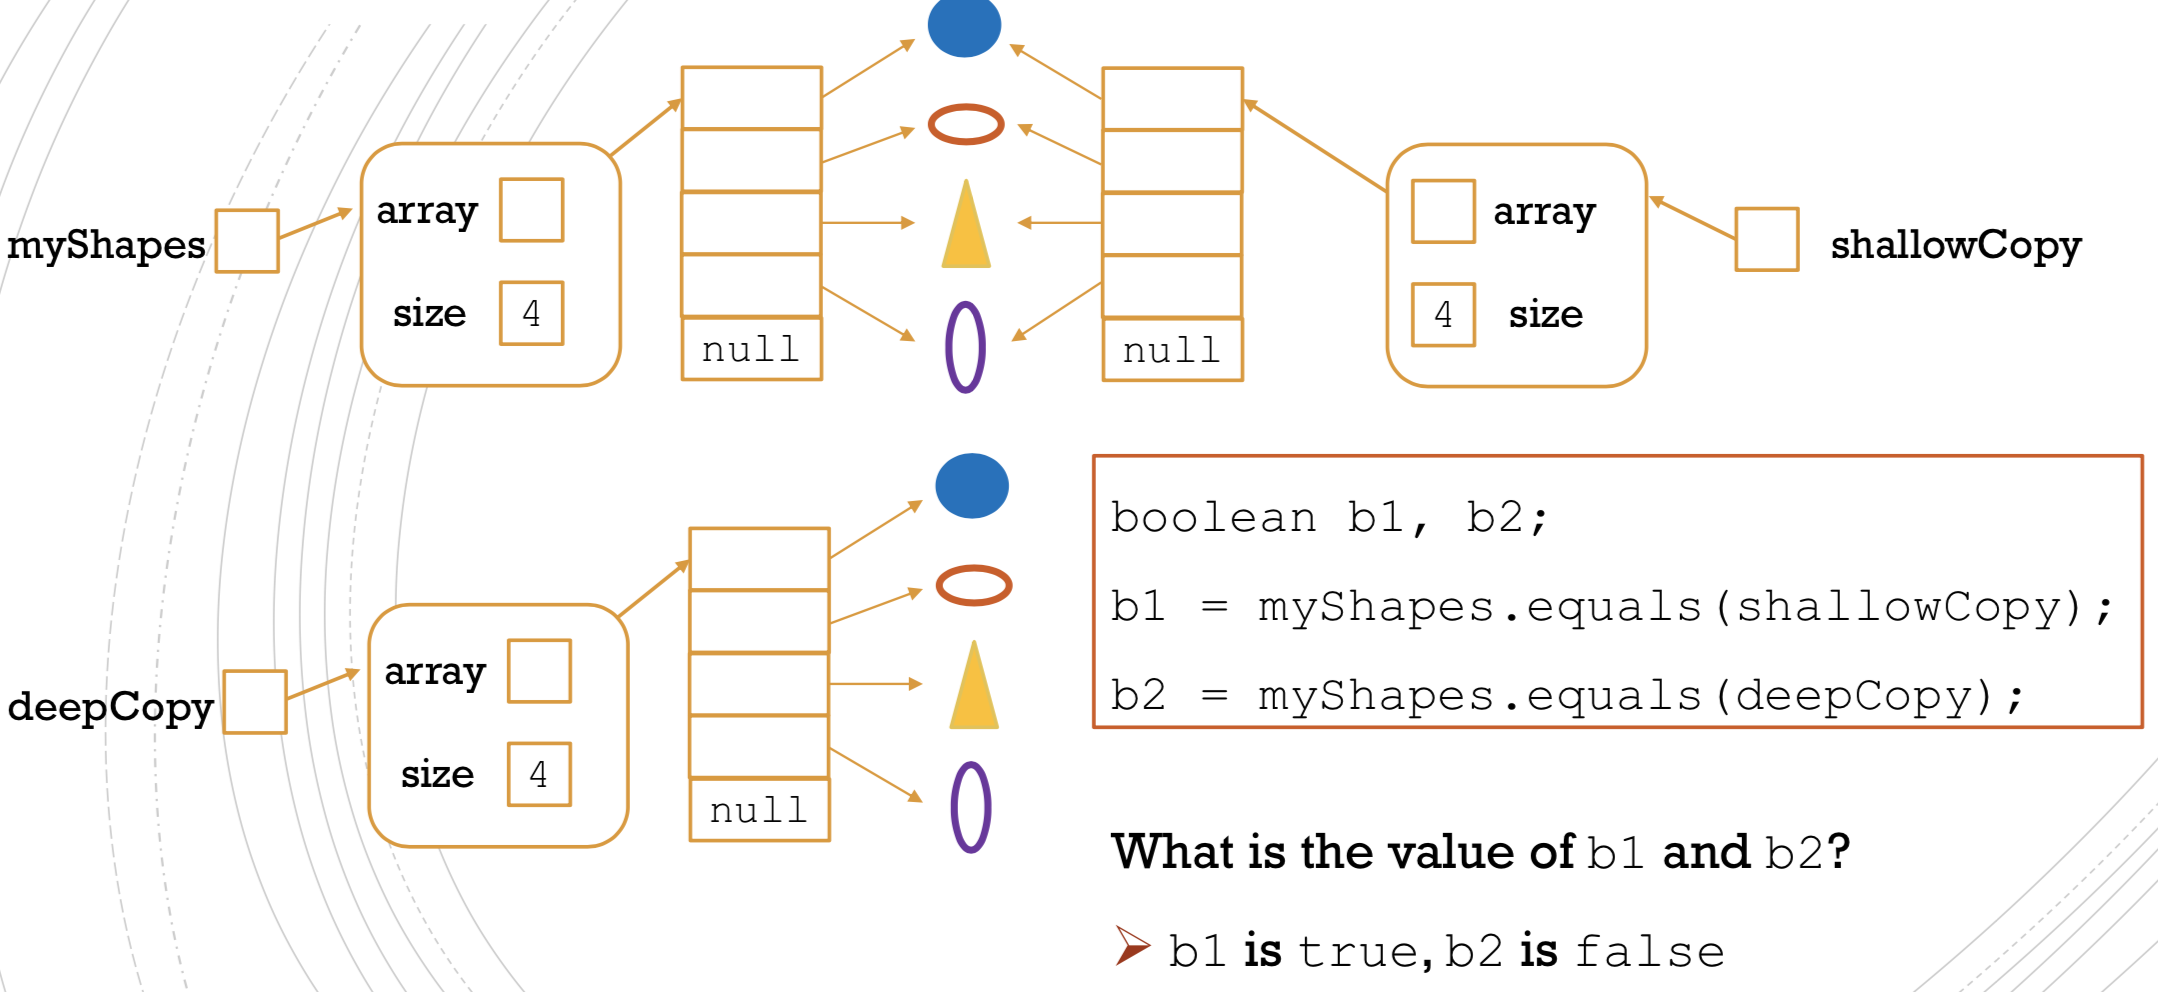 myShapes
array
size 4
null
null
array
4 size
shallowCopy
deepCopy
array
size 4
null
boolean b1, b2;
b1 = myShapes.equals(shallowCopy);
b2 = myShapes.equals(deepCopy);
What is the value of b1 and b2?
b1 is true, b2 is false